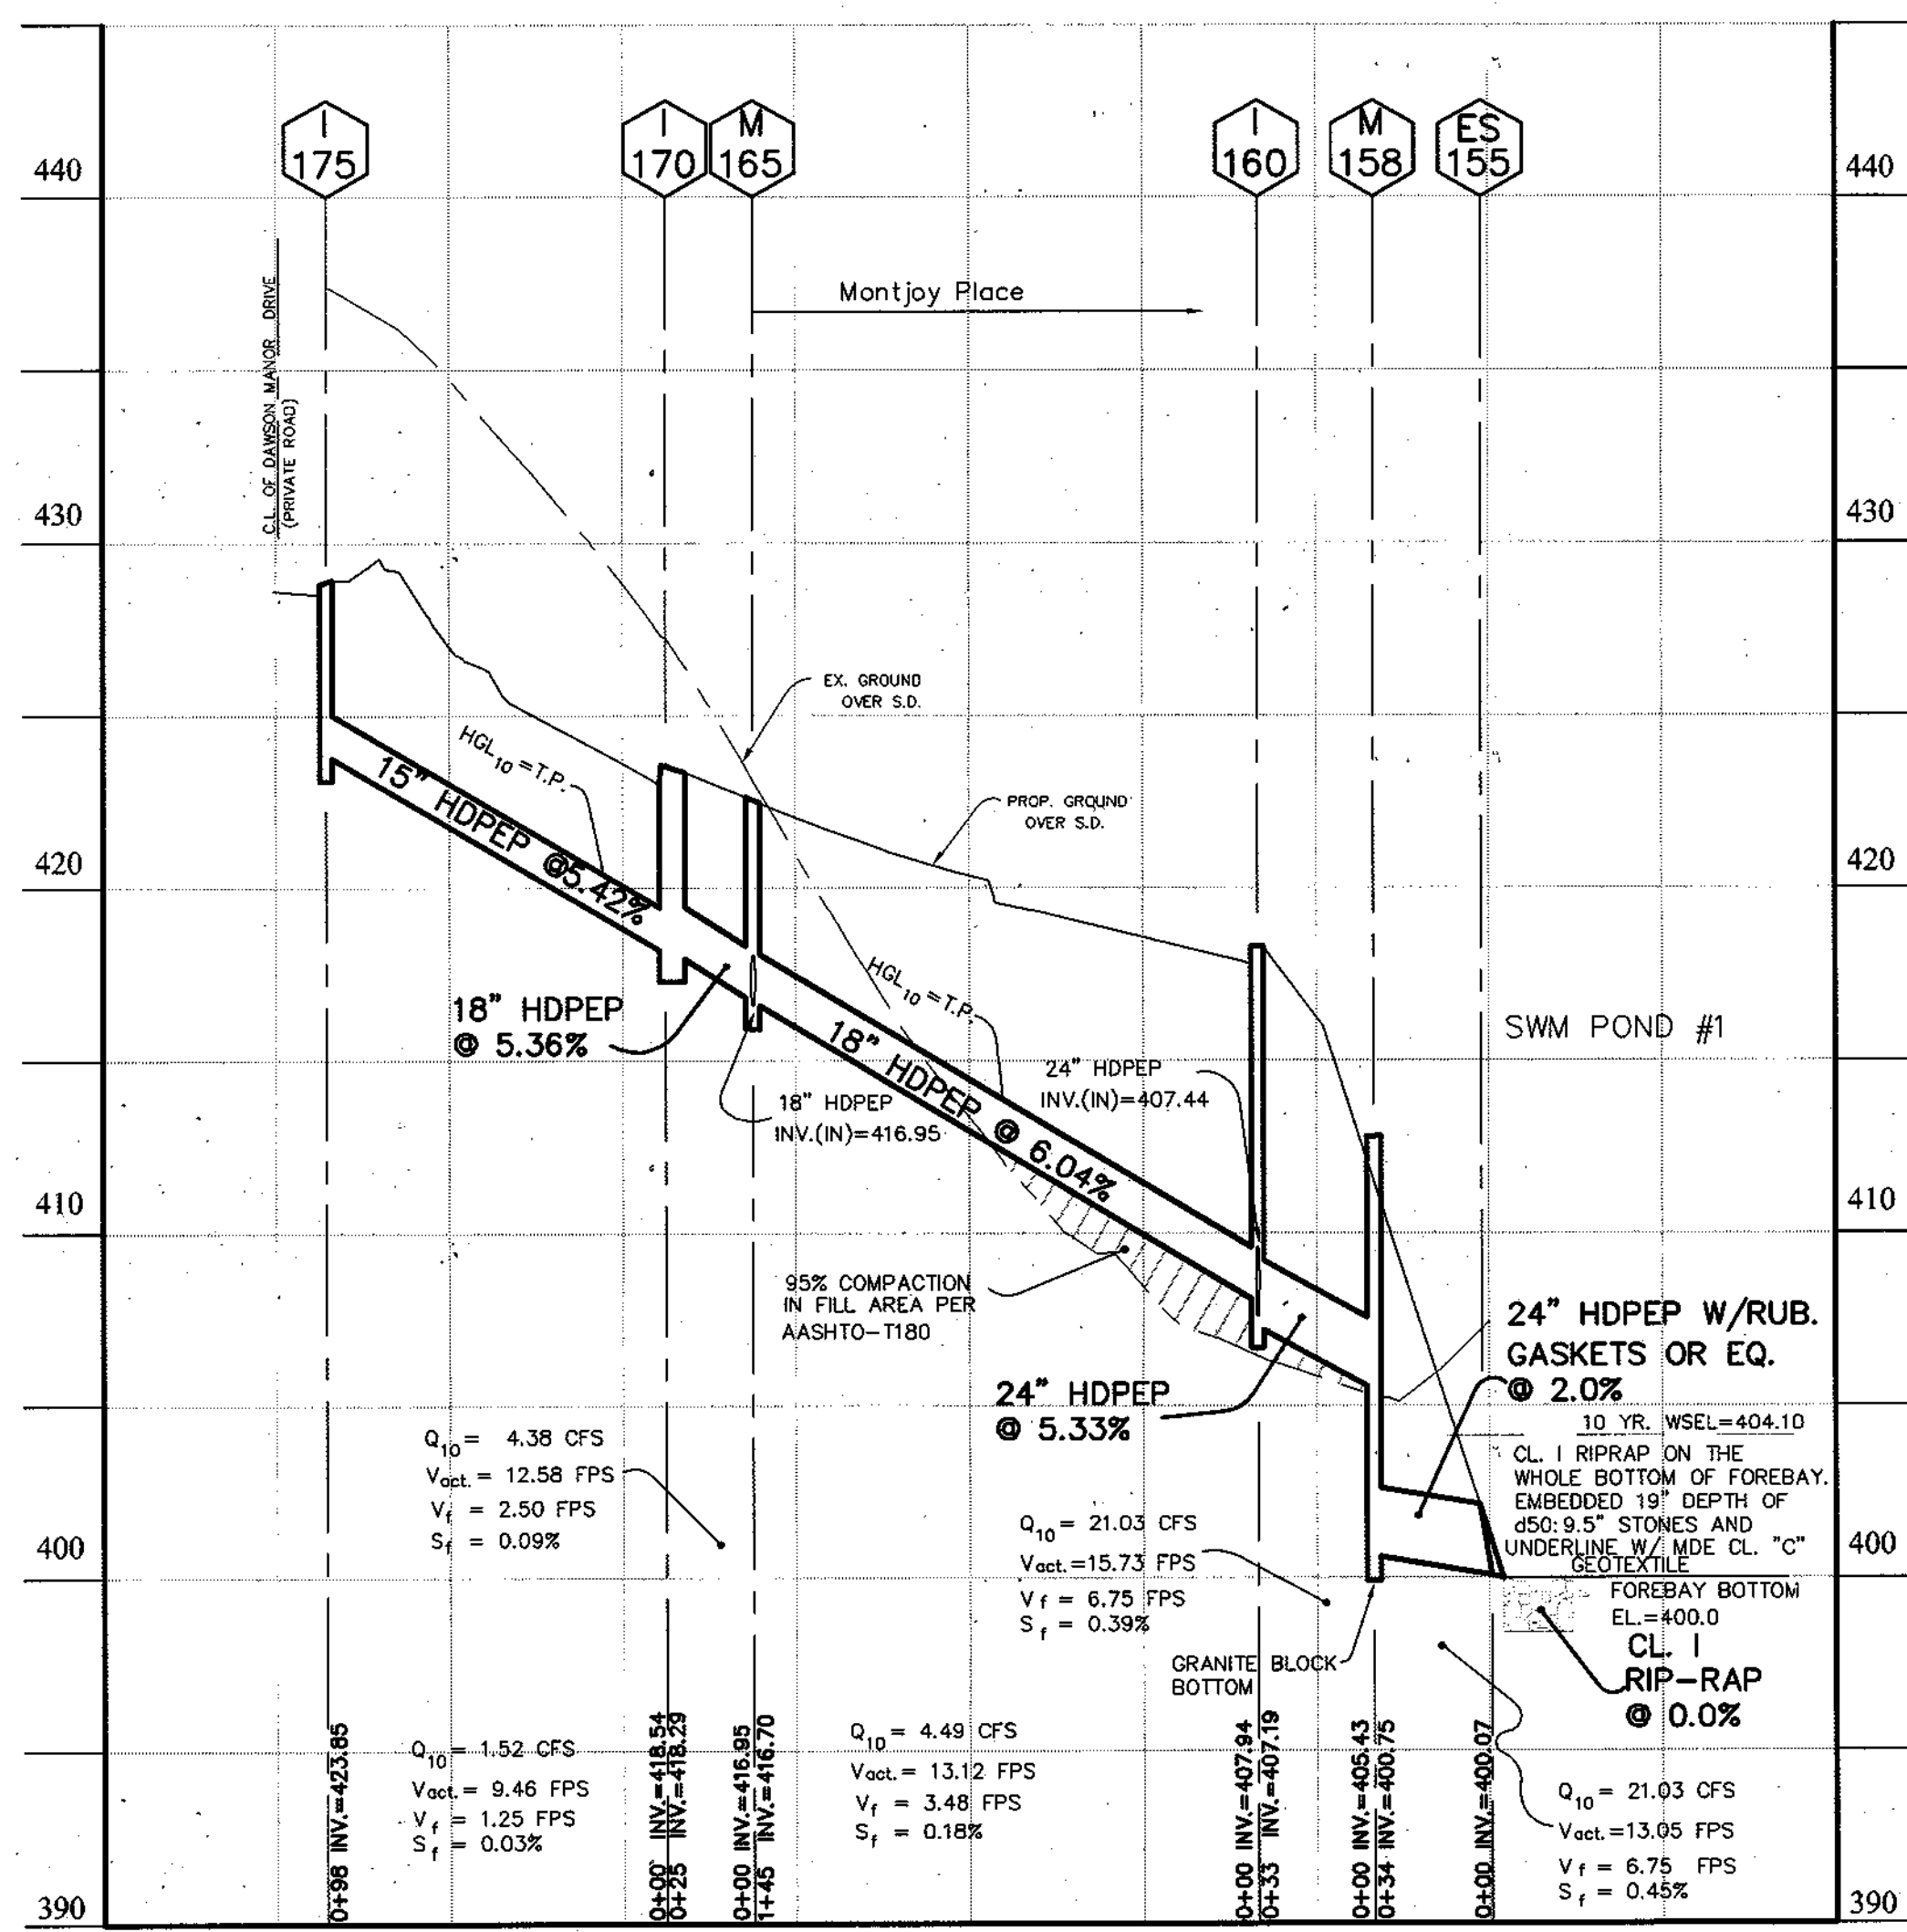 I
175
I
170
M
165
I
160
M
158
ES
155
440
440
C.L. OF DAWSON MANOR DRIVE
(PRIVATE ROAD)
Montjoy Place
430
430
EX. GROUND
OVER S.D.
HGL10 =T.P.
15" HDPEP @5.42%
PROP. GROUND
OVER S.D.
420
420
HGL10 =T.P.
18" HDPEP
@ 5.36%
18" HDPEP @ 6.04%
SWM POND #1
24" HDPEP
INV.(IN)=407.44
18" HDPEP
INV.(IN)=416.95
410
410
95% COMPACTION
IN FILL AREA PER
AASHTO-T180
24" HDPEP W/RUB.
GASKETS OR EQ.
@ 2.0%
24" HDPEP
@ 5.33%
10 YR. WSEL=404.10
CL. I RIPRAP ON THE
WHOLE BOTTOM OF FOREBAY.
EMBEDDED 19" DEPTH OF
d50:9.5" STONES AND
UNDERLINE W/ MDE CL. "C"
GEOTEXTILE
Q10 = 4.38 CFS
Vact. = 12.58 FPS
Vf = 2.50 FPS
Sf = 0.09%
Q10 = 21.03 CFS
Vact. =15.73 FPS
Vf = 6.75 FPS
Sf = 0.39%
400
400
FOREBAY BOTTOM
EL.=400.0
CL. I
RIP-RAP
@ 0.0%
GRANITE BLOCK
BOTTOM
0+98 INV.=423.85
Q10 = 1.52 CFS
Vact. = 9.46 FPS
Vf = 1.25 FPS
Sf = 0.03%
0+00 INV.=418.54
0+25 INV.=418.29
0+00 INV.=416.95
1+45 INV.=416.70
Q10 = 4.49 CFS
Vact. = 13.12 FPS
Vf = 3.48 FPS
Sf = 0.18%
0+00 INV.=407.94
0+33 INV.=407.19
0+00 INV.=405.43
0+34 INV.=400.75
0+00 INV.=400.07
Q10 = 21.03 CFS
Vact. =13.05 FPS
Vf = 6.75 FPS
Sf = 0.45%
390
390